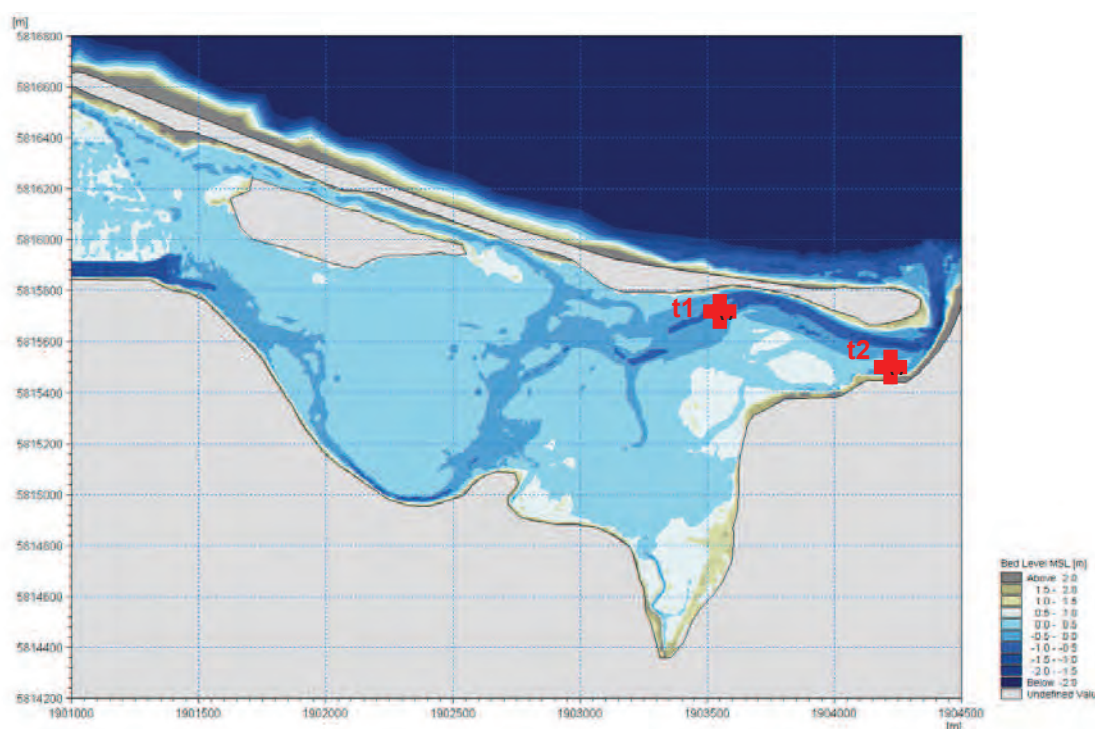 [m]
5816800
5816600
5816400
5816200
5816000
5815800
5815600
5815400
5815200
5815000
5814800
5814600
5814400
5814200
1901000 1901500 1902000 1902500 1903000 1903500 1904000 1904500
[m]
t1
t2
Bed Level MSL [m]
Above 2.0
1.5 - 2.0
1.0 - 1.5
0.5 - 1.0
0.0 - 0.5
-0.5 - 0.0
-1.0 - -0.5
-1.5 - -1.0
-2.0 - -1.5
Below -2.0
Undefined Valu